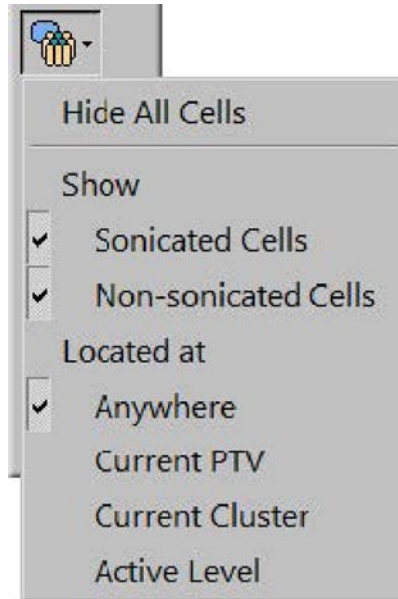 Hide All Cells
Show
Sonicated Cells
Non-sonicated Cells
Located at
Anywhere
Current PTV
Current Cluster
Active Level